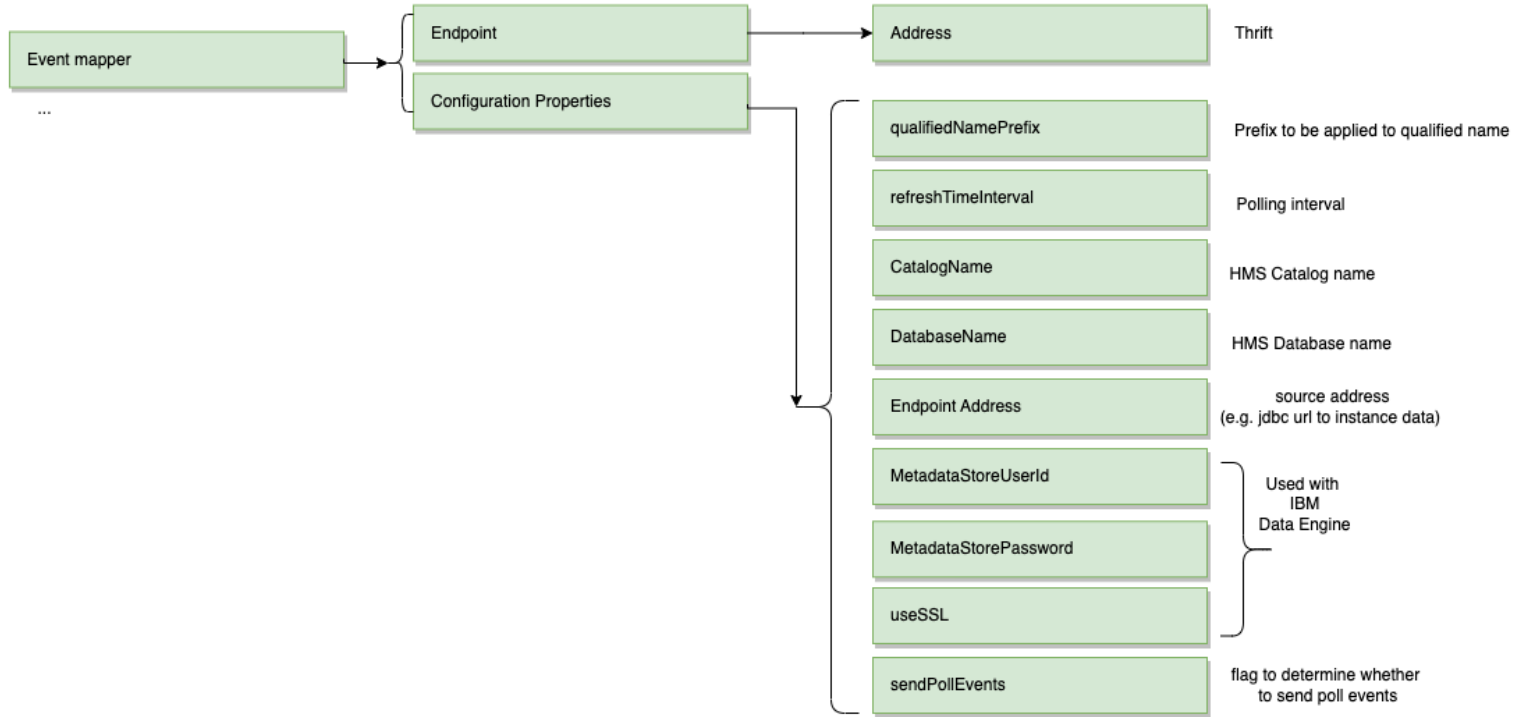 Event mapper
...
Endpoint
Configuration Properties
Address
Thrift
qualifiedNamePrefix
Prefix to be applied to qualified name
refreshTimeInterval
Polling interval
CatalogName
HMS Catalog name
DatabaseName
HMS Database name
Endpoint Address
source address
(e.g. jdbc url to instance data)
MetadataStoreUserId
MetadataStorePassword
useSSL
Used with
IBM
Data Engine
sendPollEvents
flag to determine whether
to send poll events